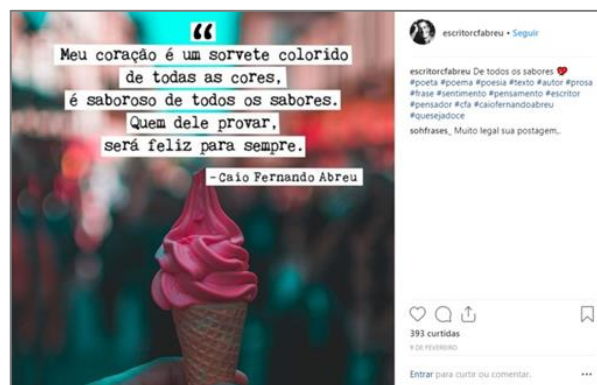 “
Meu coração é um sorvete colorido
de todas as cores,
é saboroso de todos os sabores.
Quem dele provar,
será feliz para sempre.
-Caio Fernando Abreu
escritorcfabreu • Seguir
escritorcfabreu De todos os sabores
#poeta #poema #poesia #texto #autor #prosa
#frase #sentimento #pensamento #escritor
#pensador #cfa #caiofernandoabreu
#quesejadoce
sohfrases_ Muito legal sua postagem..
393 curtidas
9 DE FEVEREIRO
Entrar para curtir ou comentar.